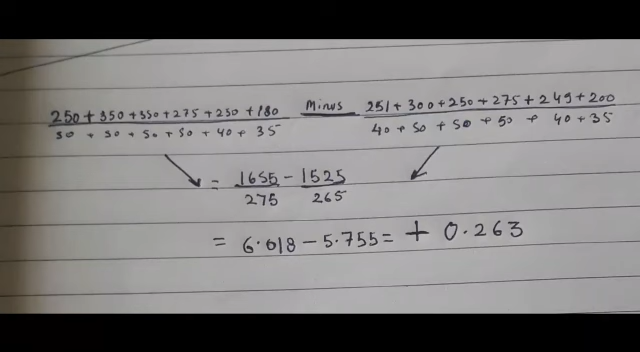 250 + 350 + 350 + 275 + 250 + 180 Minus 251 + 300 + 250 + 275 + 249 + 200
50 + 50 + 50 + 50 + 40 + 35 40 + 50 + 50 + 50 + 40 + 35
= 1655 - 1525
275 265
= 6.018 - 5.755 = + 0.263